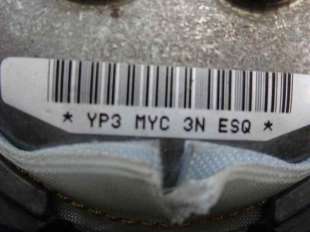 * YP3 MYC 3N ESQ *